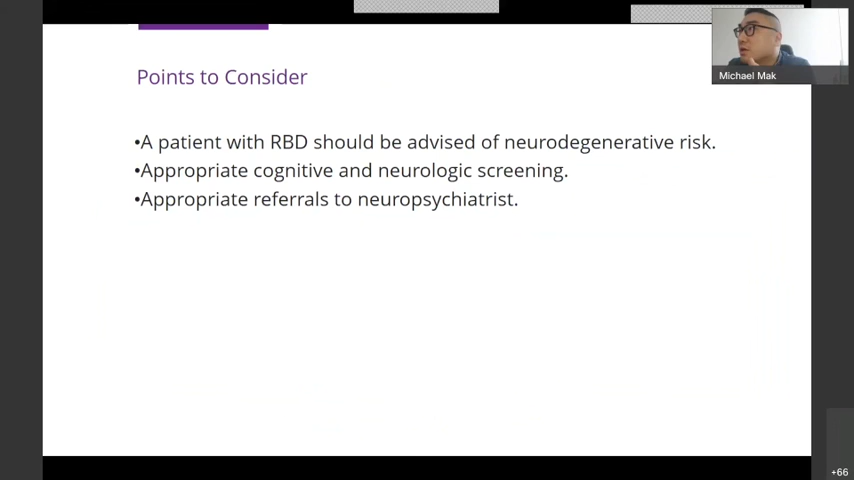 Michael Mak
Points to Consider
•A patient with RBD should be advised of neurodegenerative risk.
•Appropriate cognitive and neurologic screening.
•Appropriate referrals to neuropsychiatrist.
+66